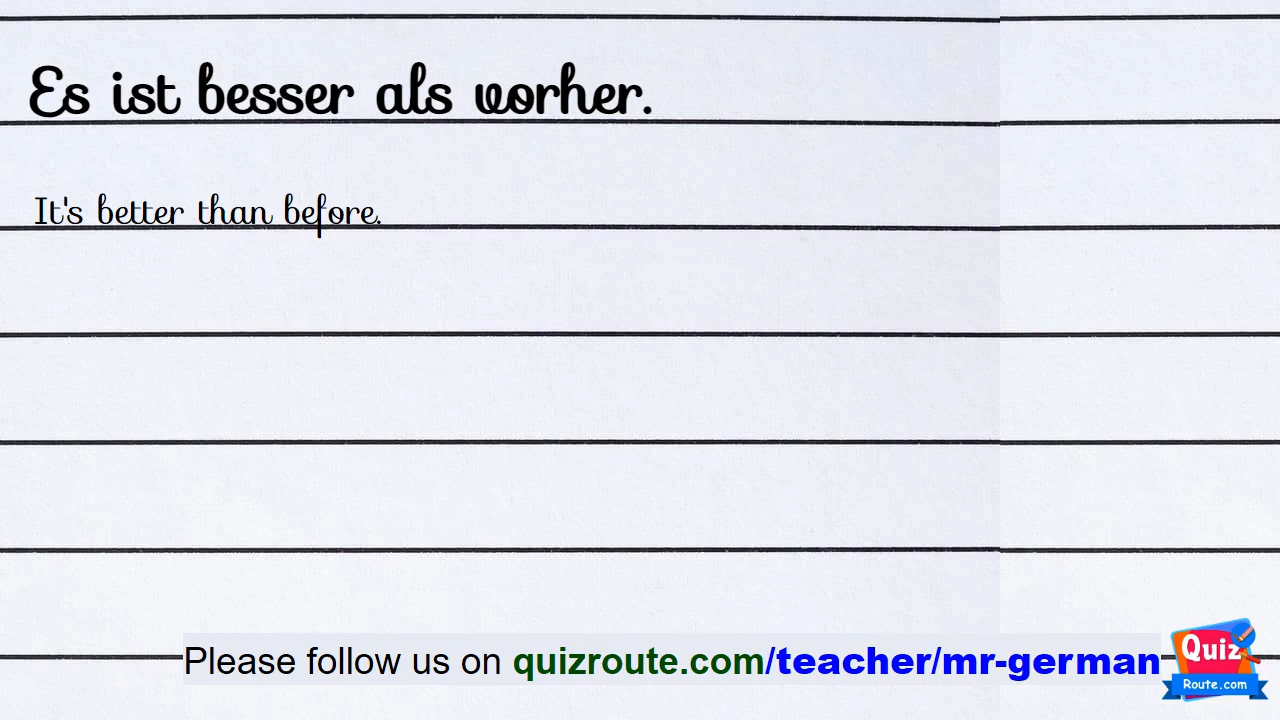 Es ist besser als vorher.
It's better than before.
Please follow us on quizroute.com/teacher/mr-german
Quiz
Route.com